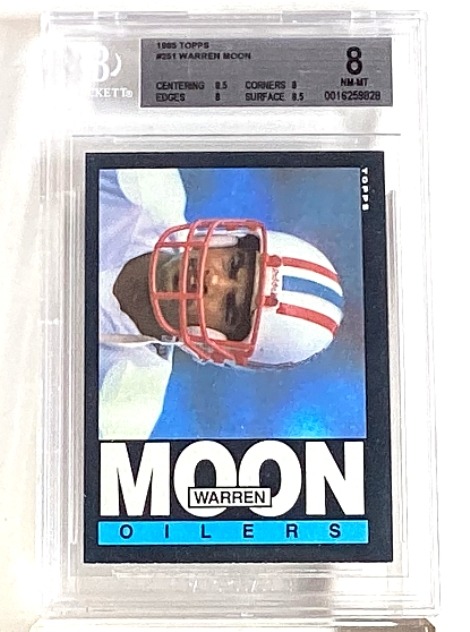 1985 TOPPS
#251 WARREN MOON
CENTERING 8.5 CORNERS 8
EDGES 8 SURFACE 8.5
8
NM-MT
0016259828
TOPPS
MOON
WARREN
OILERS